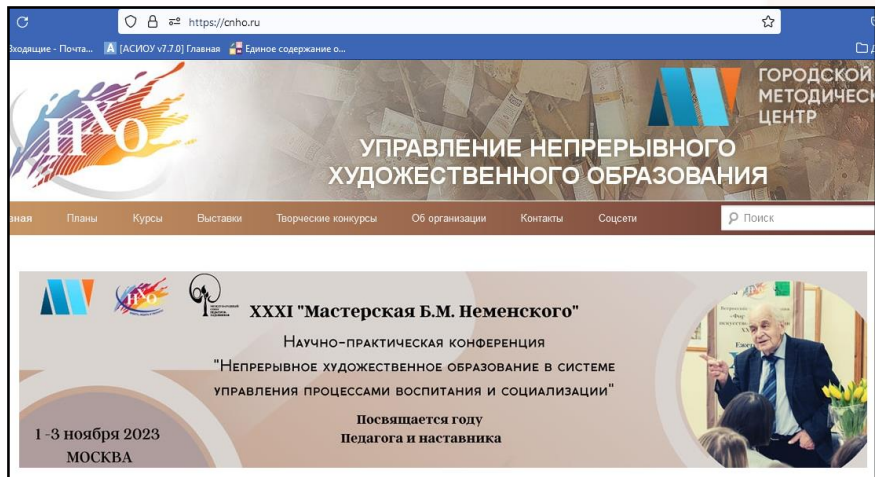 https://cnho.ru
Входящие - Почта... [АСИОУ v7.7.0] Главная Единое содержание о...
НХО
ГОРОДСКОЙ
МЕТОДИЧЕСК
ЦЕНТР
УПРАВЛЕНИЕ НЕПРЕРЫВНОГО
ХУДОЖЕСТВЕННОГО ОБРАЗОВАНИЯ
вная Планы Курсы Выставки Творческие конкурсы Об организации Контакты Соцсети Поиск
НХО
XXXI "Мастерская Б.М. Неменского"
Научно-практическая конференция
"Непрерывное художественное образование в системе
управления процессами воспитания и социализации"
Посвящается году
Педагога и наставника
1 -3 ноября 2023
МОСКВА